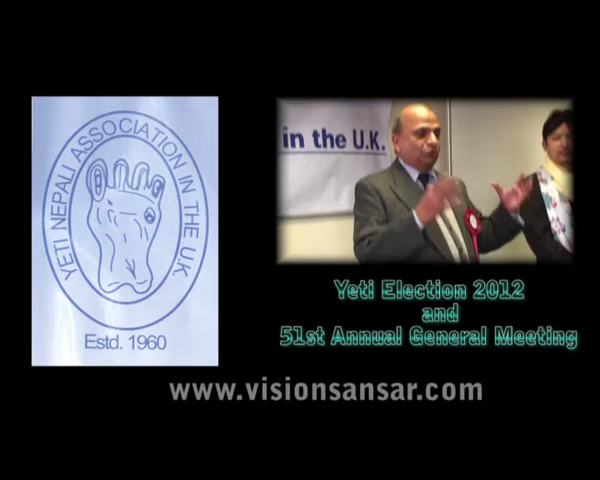 YETI NEPALI ASSOCIATION IN THE U.K
Estd. 1960
in the U.K.
Yeti Election 2012
and
51st Annual General Meeting
www.visionsansar.com